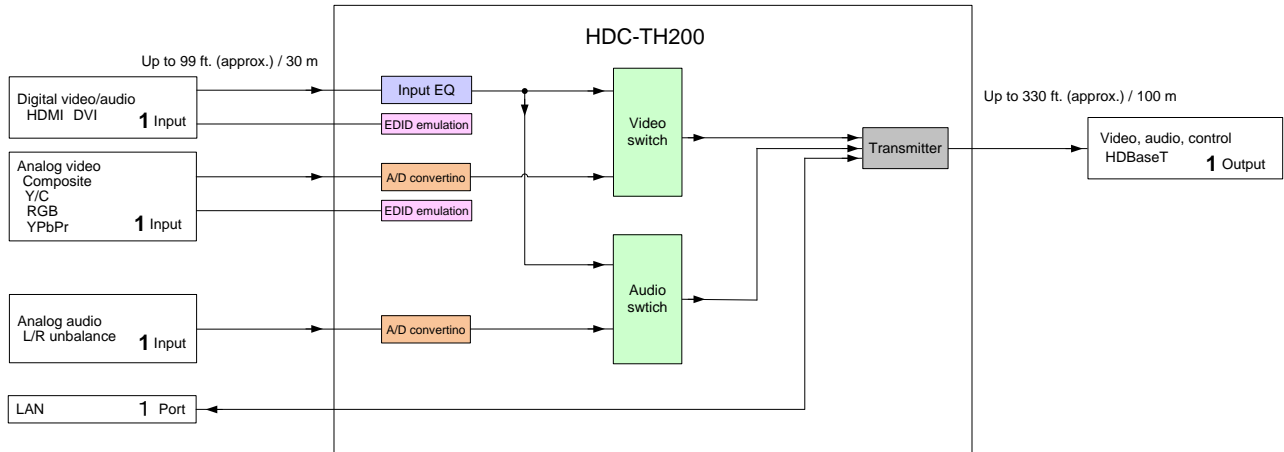 HDC-TH200
Up to 99 ft. (approx.) / 30 m
Digital video/audio
HDMI DVI
1 Input
Input EQ
EDID emulation
Analog video
Composite
Y/C
RGB
YPbPr
1 Input
A/D convertino
EDID emulation
Video
switch
Transmitter
Up to 330 ft. (approx.) / 100 m
Video, audio, control
HDBaseT
1 Output
Analog audio
L/R unbalance
1 Input
A/D convertino
Audio
swtich
LAN 1 Port